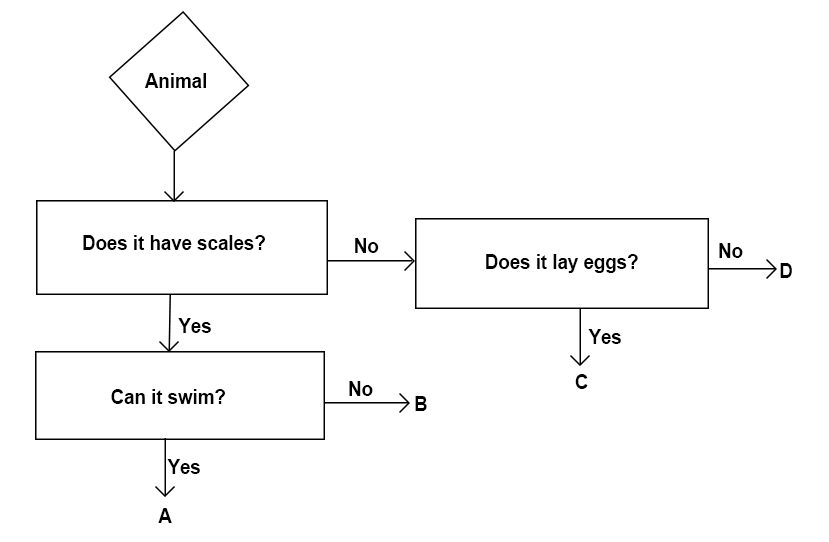 Animal
Does it have scales?
No
Does it lay eggs?
No
D
Yes
Yes
C
Can it swim?
No
B
Yes
A